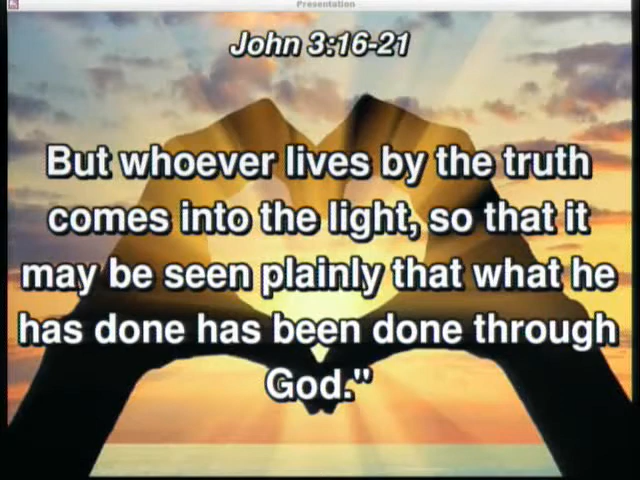 Presentation
John 3:16-21
But whoever lives by the truth
comes into the light, so that it
may be seen plainly that what he
has done has been done through
God."